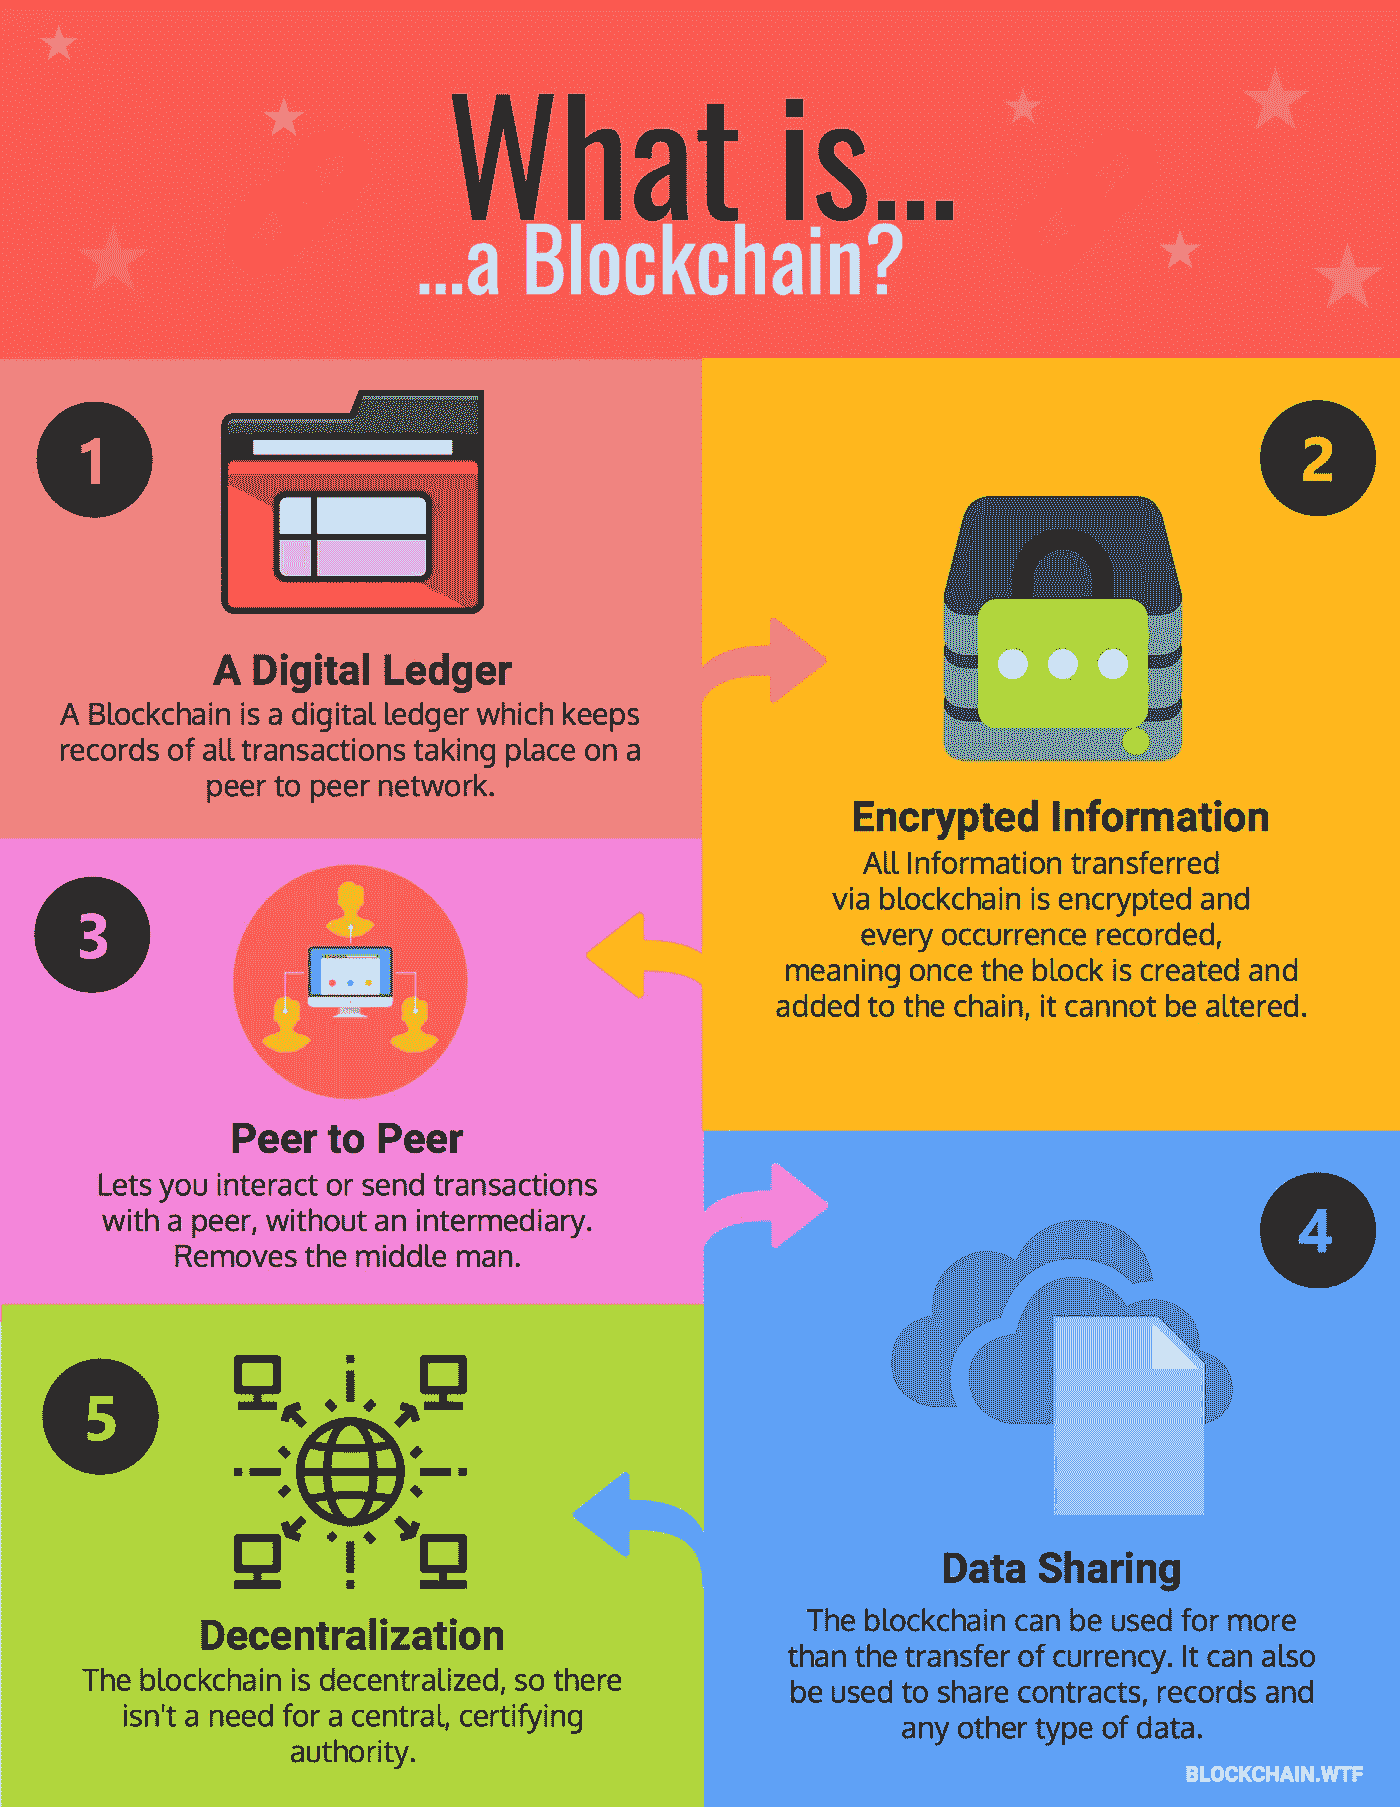 What is...
...a Blockchain?
1
A Digital Ledger
A Blockchain is a digital ledger which keeps
records of all transactions taking place on a
peer to peer network.
2
Encrypted Information
All Information transferred
via blockchain is encrypted and
every occurrence recorded,
meaning once the block is created and
added to the chain, it cannot be altered.
3
Peer to Peer
Lets you interact or send transactions
with a peer, without an intermediary.
Removes the middle man.
4
Data Sharing
The blockchain can be used for more
than the transfer of currency. It can also
be used to share contracts, records and
any other type of data.
5
Decentralization
The blockchain is decentralized, so there
isn't a need for a central, certifying
authority.
BLOCKCHAIN.WTF